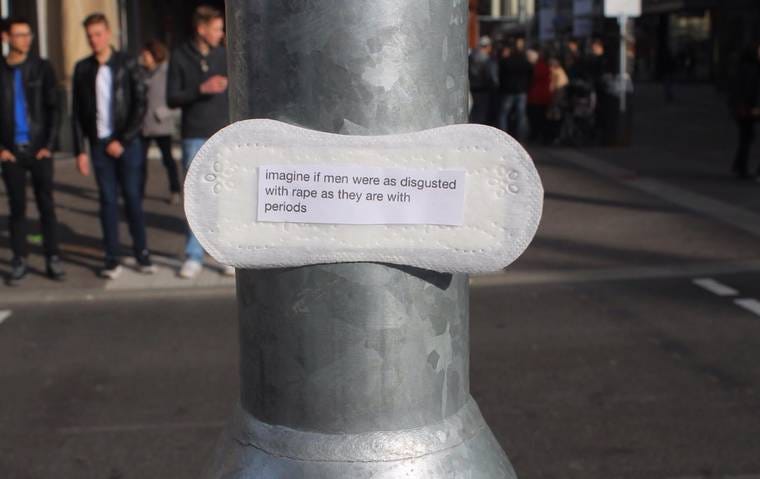 imagine if men were as disgusted
with rape as they are with
periods